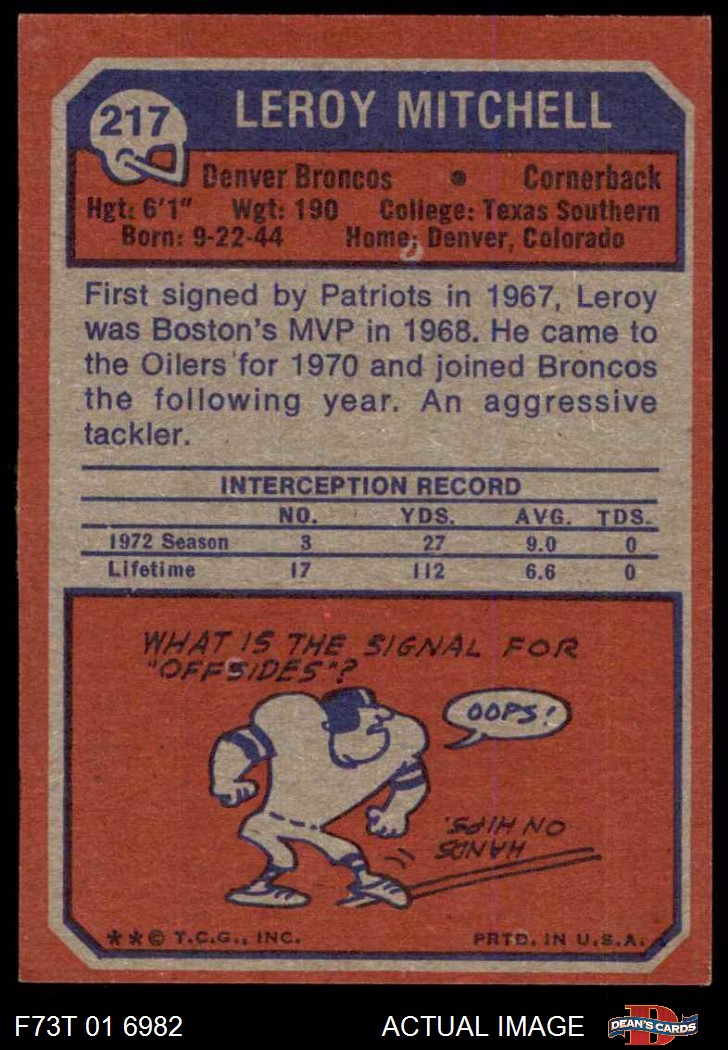 217
LEROY MITCHELL
Denver Broncos • Cornerback
Hgt: 6'1" Wgt: 190 College: Texas Southern
Born: 9-22-44 Home: Denver, Colorado
First signed by Patriots in 1967, Leroy
was Boston's MVP in 1968. He came to
the Oilers for 1970 and joined Broncos
the following year. An aggressive
tackler.
INTERCEPTION RECORD
NO. YDS. AVG. TDS.
1972 Season 3 27 9.0 0
Lifetime 17 112 6.6 0
WHAT IS THE SIGNAL FOR
"OFFSIDES"?
OOPS!
HANDS
ON HIPS.
**© T.C.G., INC. PRTD. IN U.S.A.
F73T 01 6982 ACTUAL IMAGE
D
DEAN'S CARDS